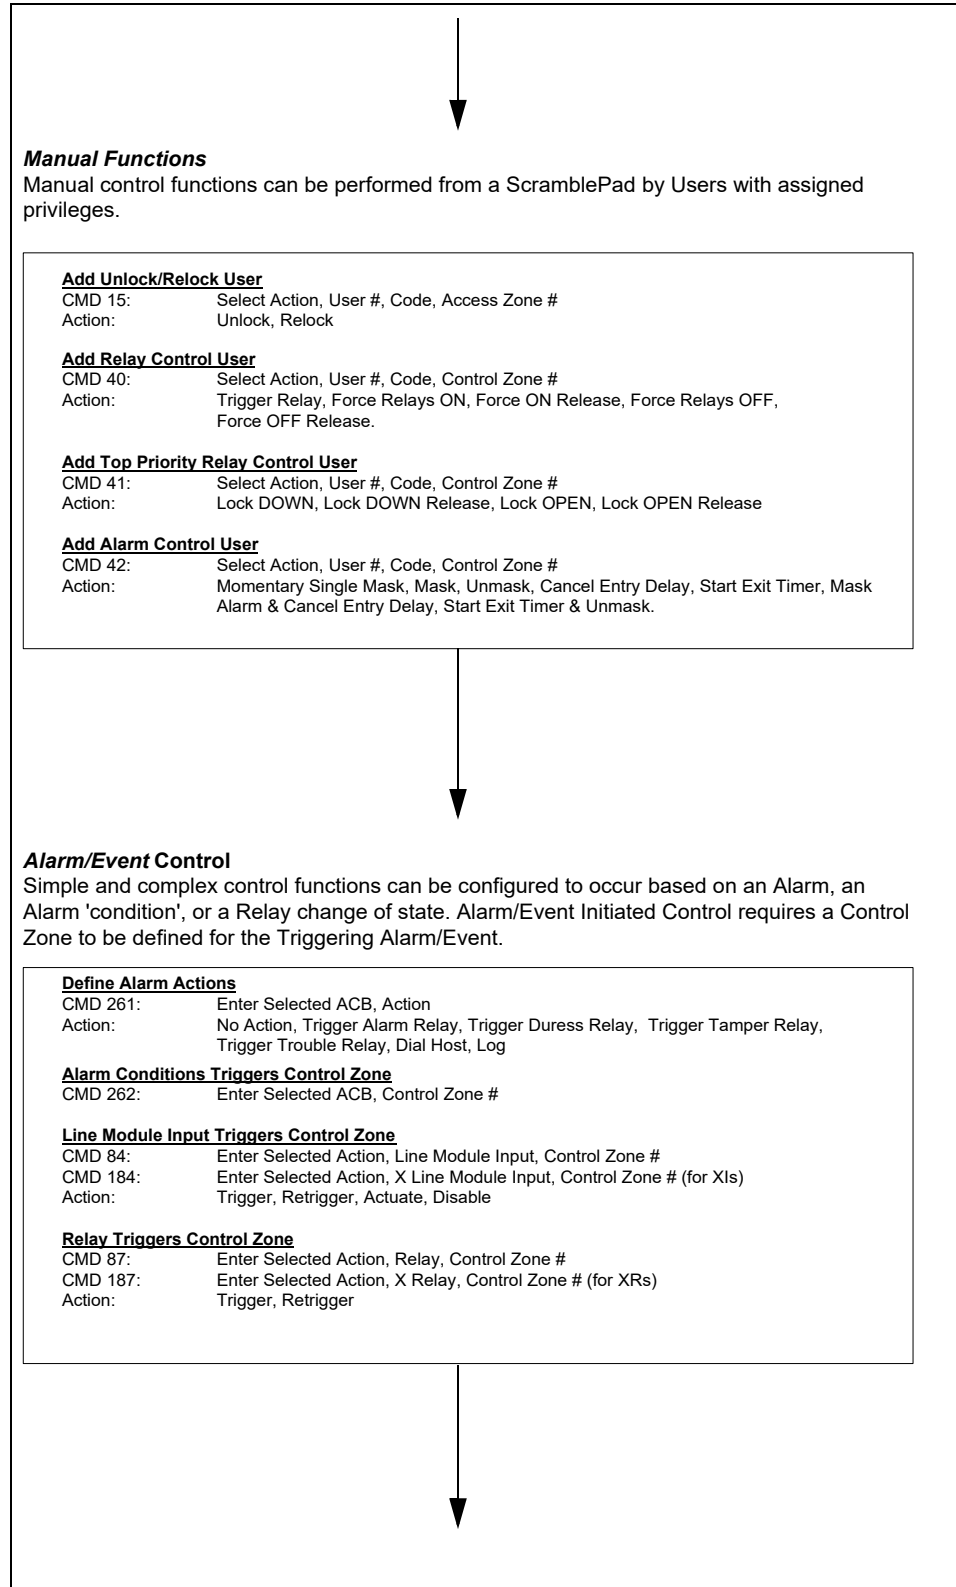 Manual Functions
Manual control functions can be performed from a ScramblePad by Users with assigned
privileges.
Add Unlock/Relock User
CMD 15: Select Action, User #, Code, Access Zone #
Action: Unlock, Relock
Add Relay Control User
CMD 40: Select Action, User #, Code, Control Zone #
Action: Trigger Relay, Force Relays ON, Force ON Release, Force Relays OFF,
Force OFF Release.
Add Top Priority Relay Control User
CMD 41: Select Action, User #, Code, Control Zone #
Action: Lock DOWN, Lock DOWN Release, Lock OPEN, Lock OPEN Release
Add Alarm Control User
CMD 42: Select Action, User #, Code, Control Zone #
Action: Momentary Single Mask, Mask, Unmask, Cancel Entry Delay, Start Exit Timer, Mask
Alarm & Cancel Entry Delay, Start Exit Timer & Unmask.
Alarm/Event Control
Simple and complex control functions can be configured to occur based on an Alarm, an
Alarm 'condition', or a Relay change of state. Alarm/Event Initiated Control requires a Control
Zone to be defined for the Triggering Alarm/Event.
Define Alarm Actions
CMD 261: Enter Selected ACB, Action
Action: No Action, Trigger Alarm Relay, Trigger Duress Relay, Trigger Tamper Relay,
Trigger Trouble Relay, Dial Host, Log
Alarm Conditions Triggers Control Zone
CMD 262: Enter Selected ACB, Control Zone #
Line Module Input Triggers Control Zone
CMD 84: Enter Selected Action, Line Module Input, Control Zone #
CMD 184: Enter Selected Action, X Line Module Input, Control Zone # (for XIs)
Action: Trigger, Retrigger, Actuate, Disable
Relay Triggers Control Zone
CMD 87: Enter Selected Action, Relay, Control Zone #
CMD 187: Enter Selected Action, X Relay, Control Zone # (for XRs)
Action: Trigger, Retrigger